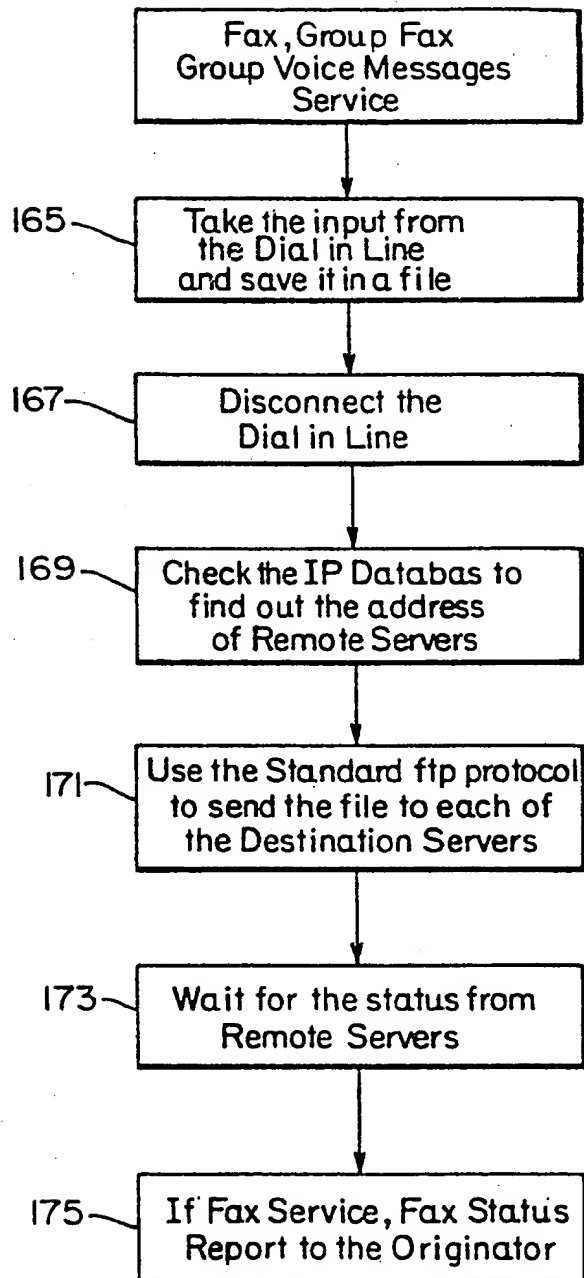 Fax, Group Fax
Group Voice Messages
Service
165
Take the input from
the Dial in Line
and save it in a file
167
Disconnect the
Dial in Line
169
Check the IP Databas to
find out the address
of Remote Servers
171
Use the Standard ftp protocol
to send the file to each of
the Destination Servers
173
Wait for the status from
Remote Servers
175
If Fax Service, Fax Status
Report to the Originator